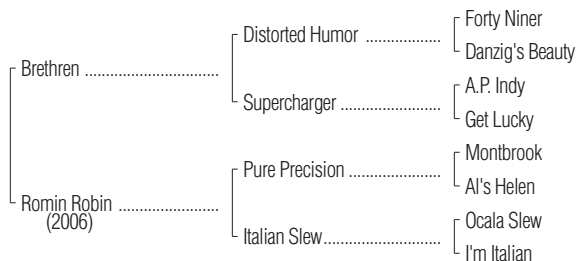 Forty Niner
Distorted Humor ..................
Danzig's Beauty
Brethren ................................
A.P. Indy
Supercharger ........................
Get Lucky
Montbrook
Pure Precision ......................
Al's Helen
Romin Robin ........................
(2006)
Ocala Slew
Italian Slew............................
I'm Italian